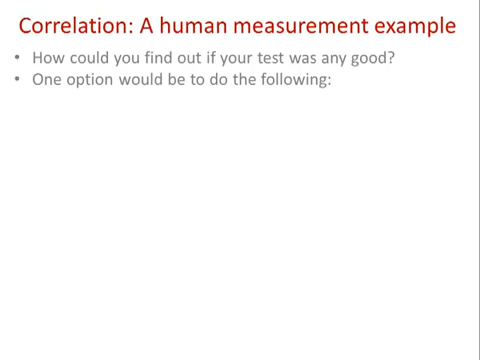 Correlation: A human measurement example
• How could you find out if your test was any good?
• One option would be to do the following: